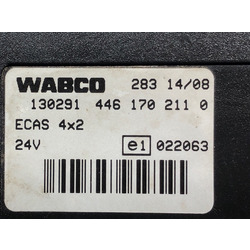 WABCO 283 14/08
130291 446 170 211 0
ECAS 4x2
24V e1 022063